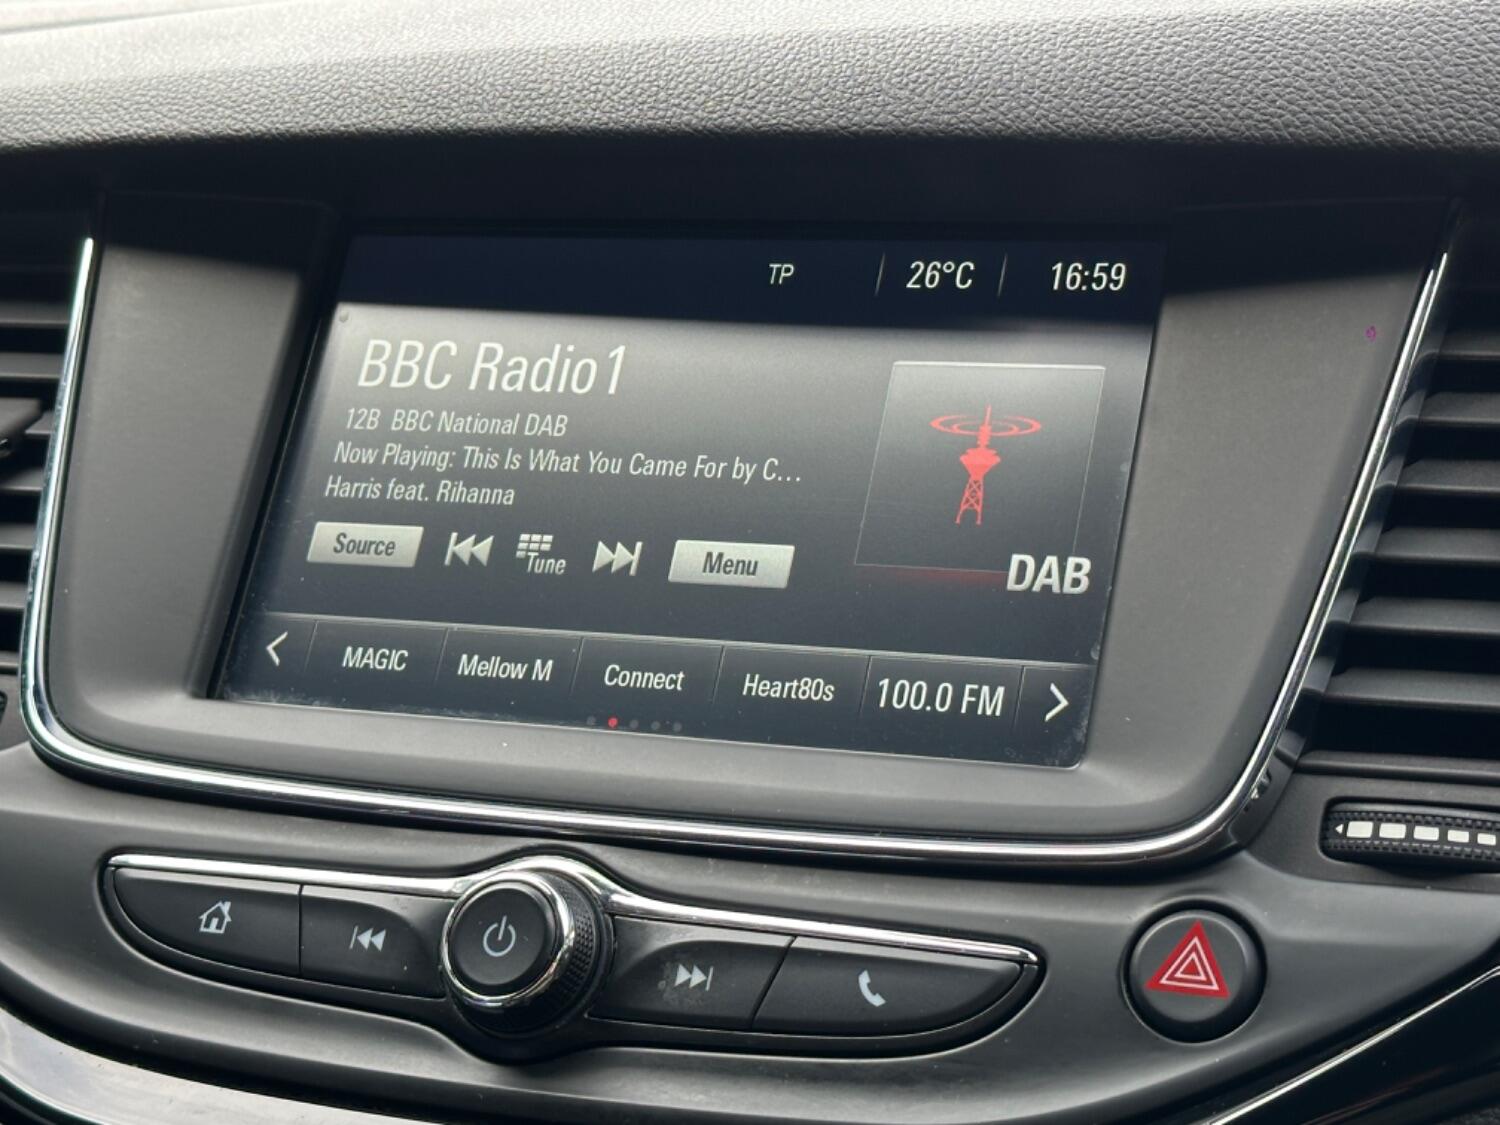 TP 26°C 16:59
BBC Radio1
12B BBC National DAB
Now Playing: This Is What You Came For by C...
Harris feat. Rihanna
Source Tune Menu
DAB
MAGIC Mellow M Connect Heart80s 100.0 FM